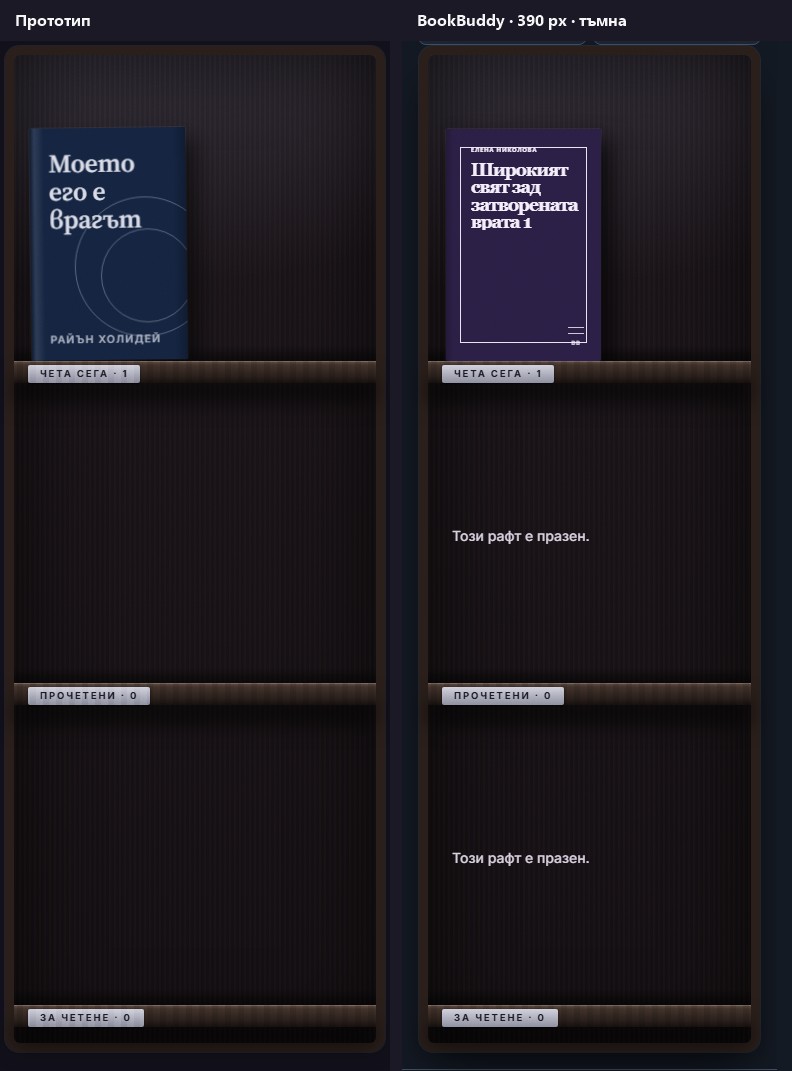 Прототип
Моето
его е
врагът
РАЙЪН ХОЛИДЕЙ
ЧЕТА СЕГА · 1
ПРОЧЕТЕНИ · 0
ЗА ЧЕТЕНЕ · 0
BookBuddy · 390 px · тъмна
ЕЛЕНА НИКОЛОВА
Широкият
свят зад
затворената
врата 1
ЧЕТА СЕГА · 1
Този рафт е празен.
ПРОЧЕТЕНИ · 0
Този рафт е празен.
ЗА ЧЕТЕНЕ · 0